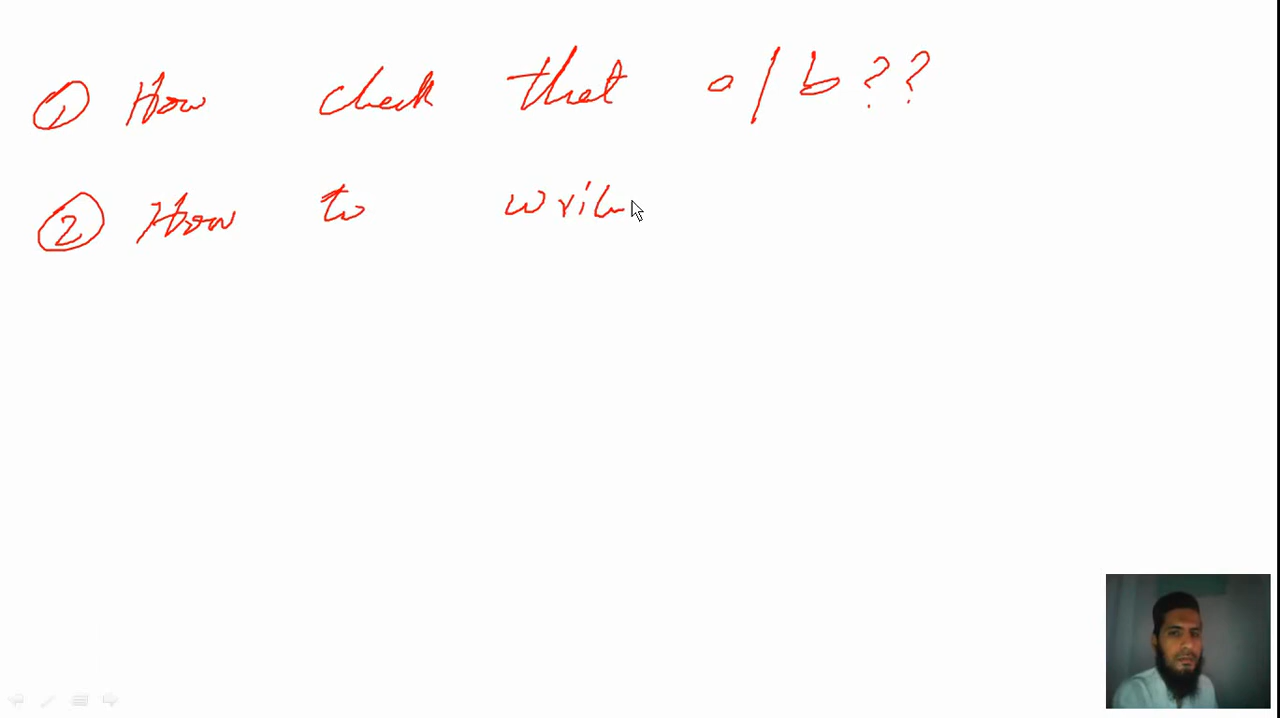 ① How check that a/b??
② How to write